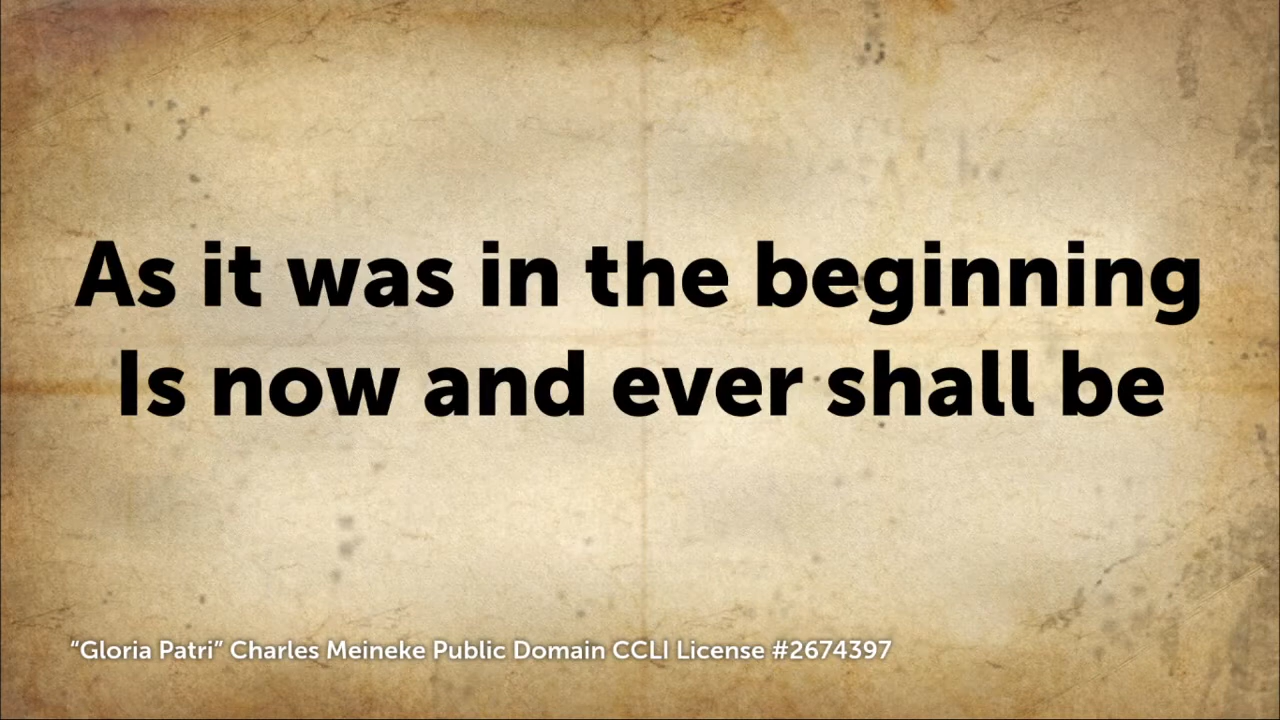 As it was in the beginning
Is now and ever shall be
“Gloria Patri” Charles Meineke Public Domain CCLI License #2674397